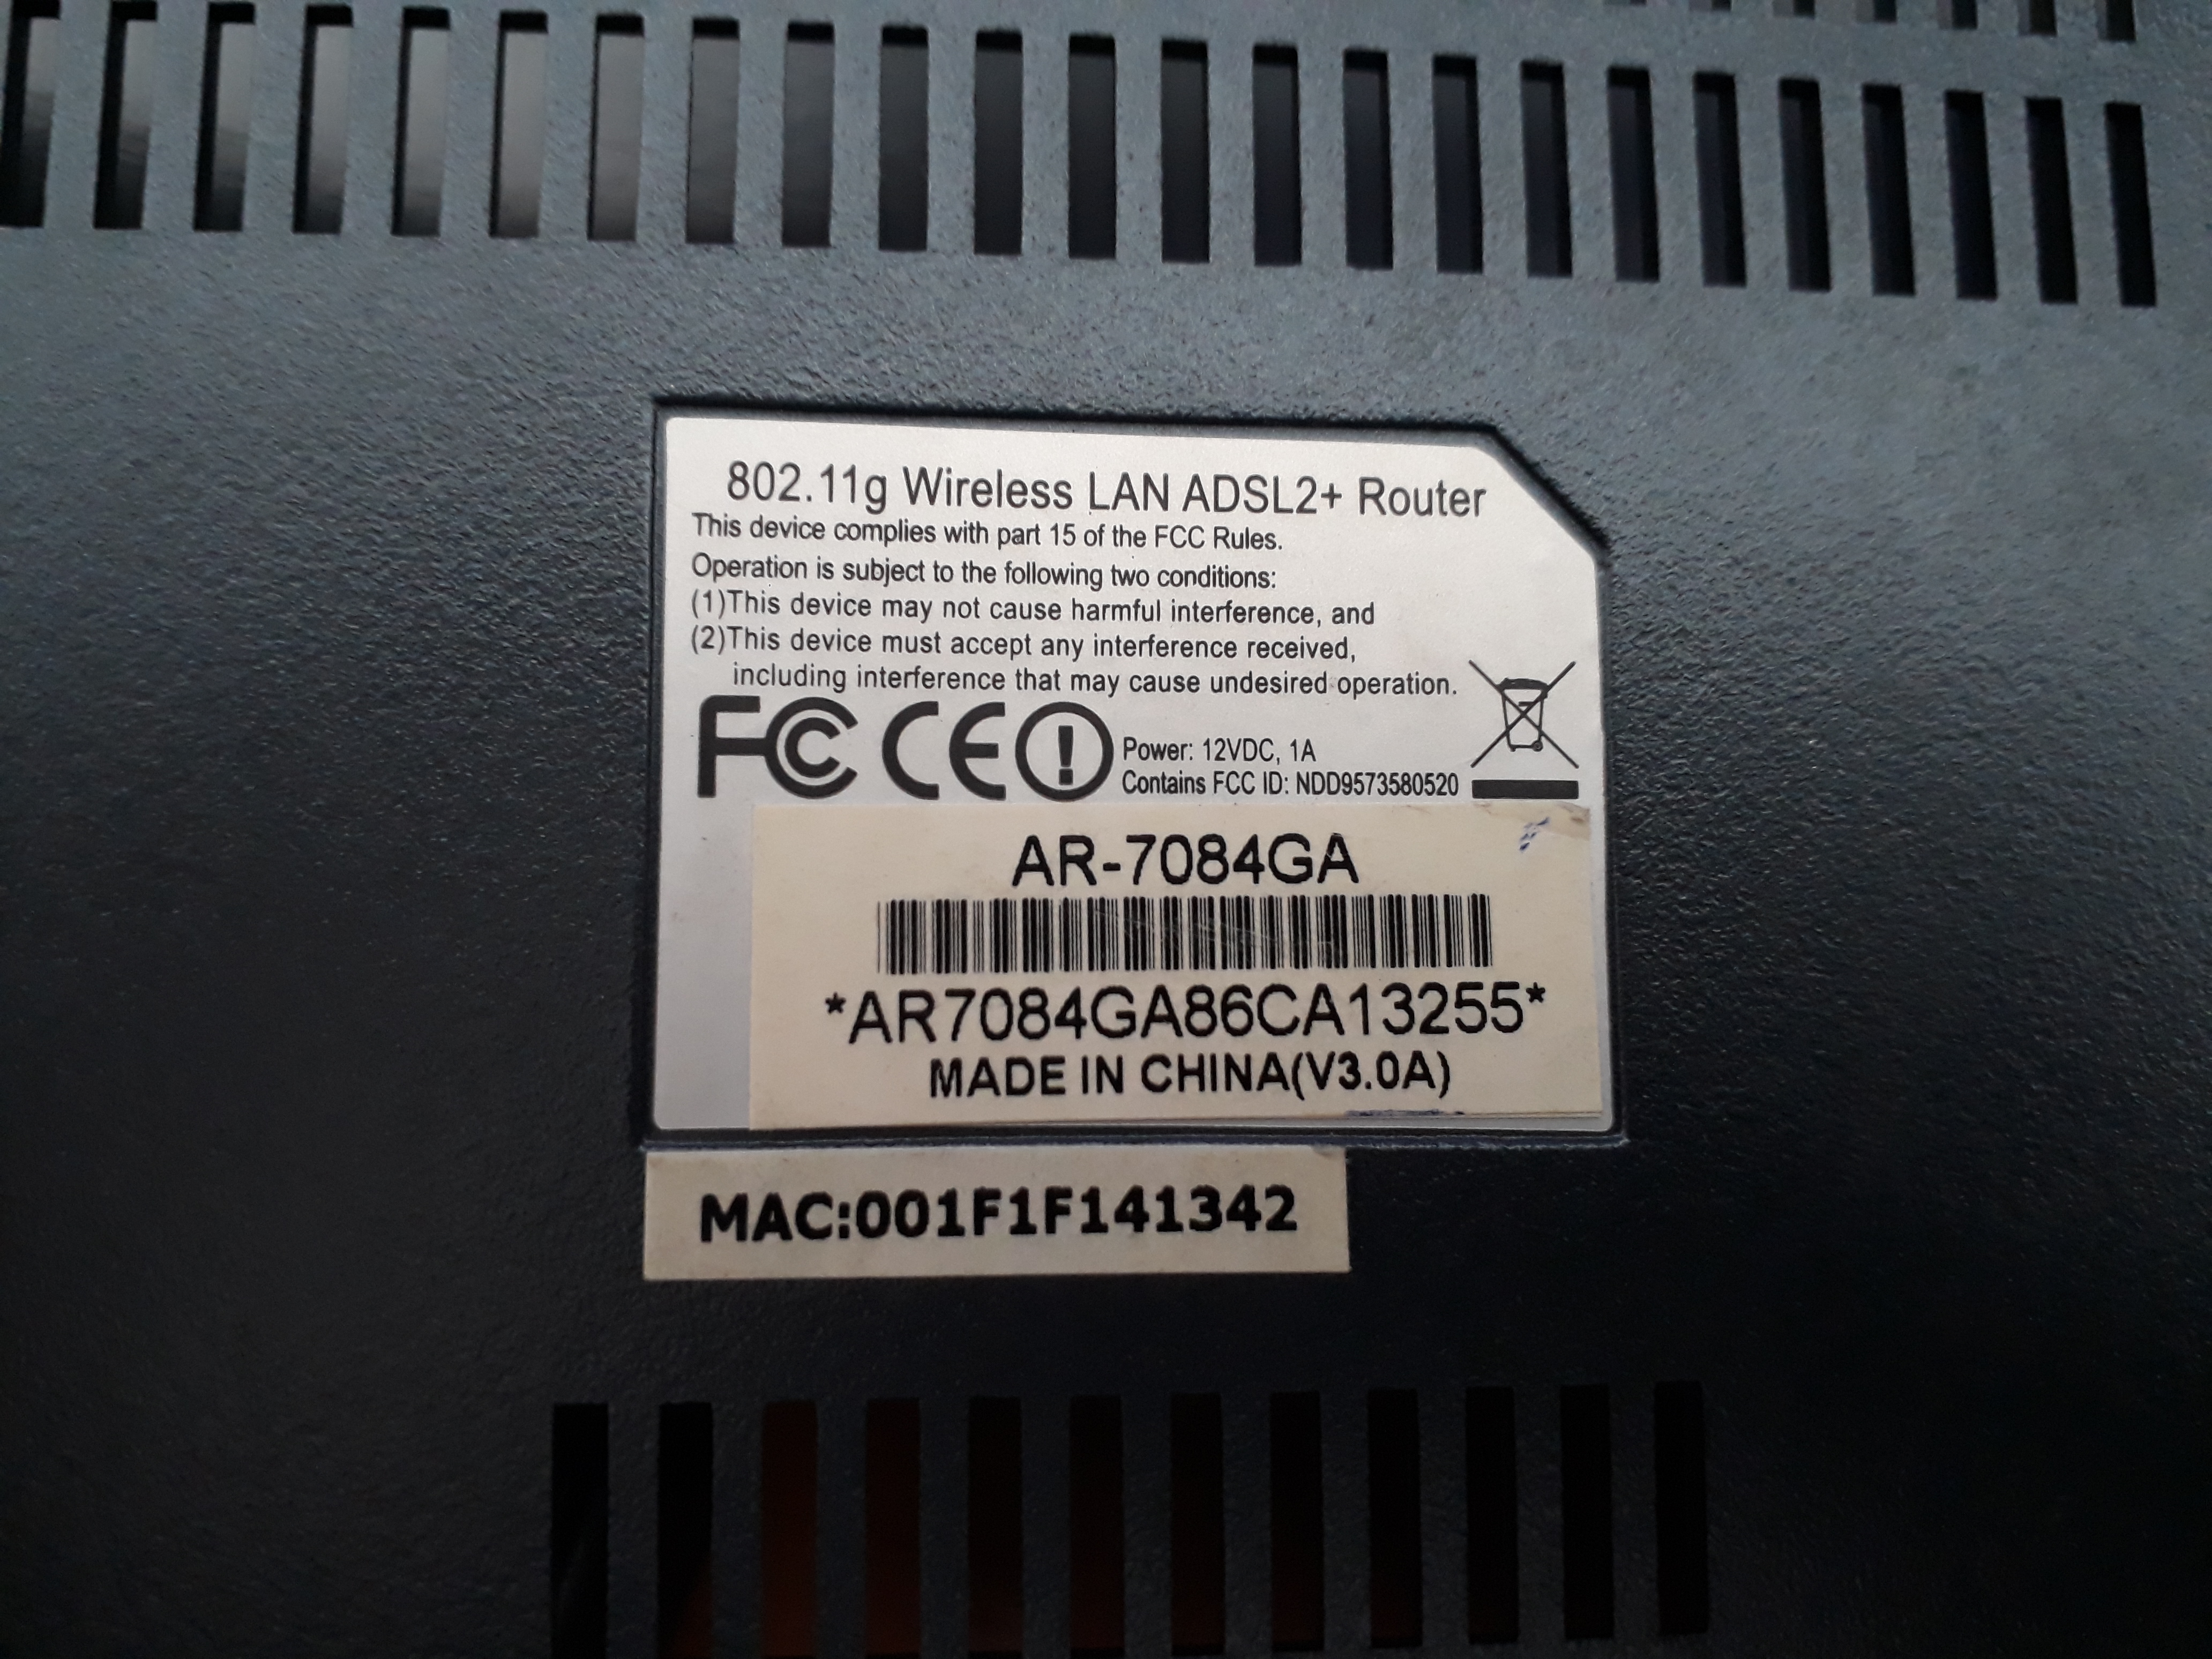 802.11g Wireless LAN ADSL2+ Router
This device complies with part 15 of the FCC Rules.
Operation is subject to the following two conditions:
(1)This device may not cause harmful interference, and
(2)This device must accept any interference received,
including interference that may cause undesired operation.
FC CE
Power: 12VDC, 1A
Contains FCC ID: NDD9573580520
AR-7084GA
*AR7084GA86CA13255*
MADE IN CHINA(V3.0A)
MAC:001F1F141342